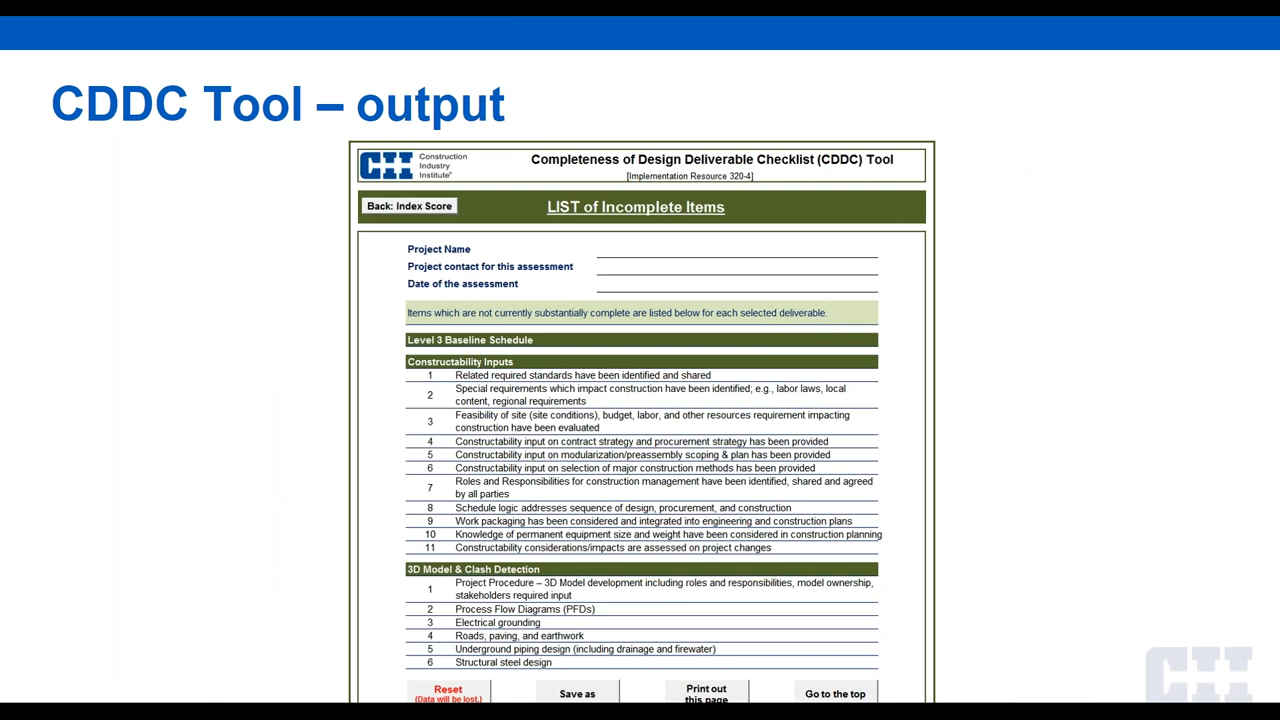 CDDC Tool – output
CII
Construction
Industry
Institute®
Completeness of Design Deliverable Checklist (CDDC) Tool
[Implementation Resource 320-4]
Back: Index Score
LIST of Incomplete Items
Project Name
Project contact for this assessment
Date of the assessment
Items which are not currently substantially complete are listed below for each selected deliverable.
Level 3 Baseline Schedule
Constructability Inputs
1 Related required standards have been identified and shared
2 Special requirements which impact construction have been identified; e.g., labor laws, local
content, regional requirements
3 Feasibility of site (site conditions), budget, labor, and other resources requirement impacting
construction have been evaluated
4 Constructability input on contract strategy and procurement strategy has been provided
5 Constructability input on modularization/preassembly scoping & plan has been provided
6 Constructability input on selection of major construction methods has been provided
7 Roles and Responsibilities for construction management have been identified, shared and agreed
by all parties
8 Schedule logic addresses sequence of design, procurement, and construction
9 Work packaging has been considered and integrated into engineering and construction plans
10 Knowledge of permanent equipment size and weight have been considered in construction planning
11 Constructability considerations/impacts are assessed on project changes
3D Model & Clash Detection
1 Project Procedure – 3D Model development including roles and responsibilities, model ownership,
stakeholders required input
2 Process Flow Diagrams (PFDs)
3 Electrical grounding
4 Roads, paving, and earthwork
5 Underground piping design (including drainage and firewater)
6 Structural steel design
Reset
(Data will be lost.)
Save as
Print out
this page
Go to the top
CII